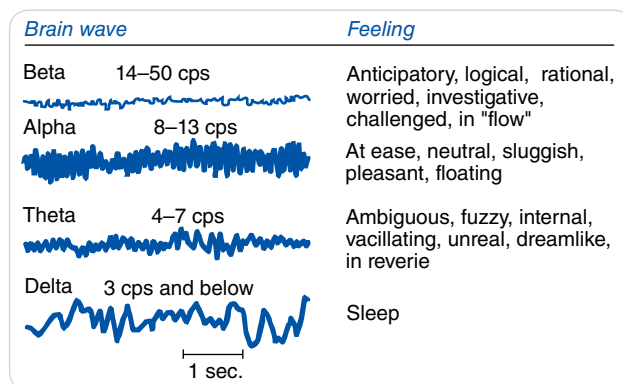 Brain wave Feeling
Beta 14–50 cps
Anticipatory, logical, rational,
worried, investigative,
challenged, in "flow"
Alpha 8–13 cps
At ease, neutral, sluggish,
pleasant, floating
Theta 4–7 cps
Ambiguous, fuzzy, internal,
vacillating, unreal, dreamlike,
in reverie
Delta 3 cps and below
Sleep
1 sec.